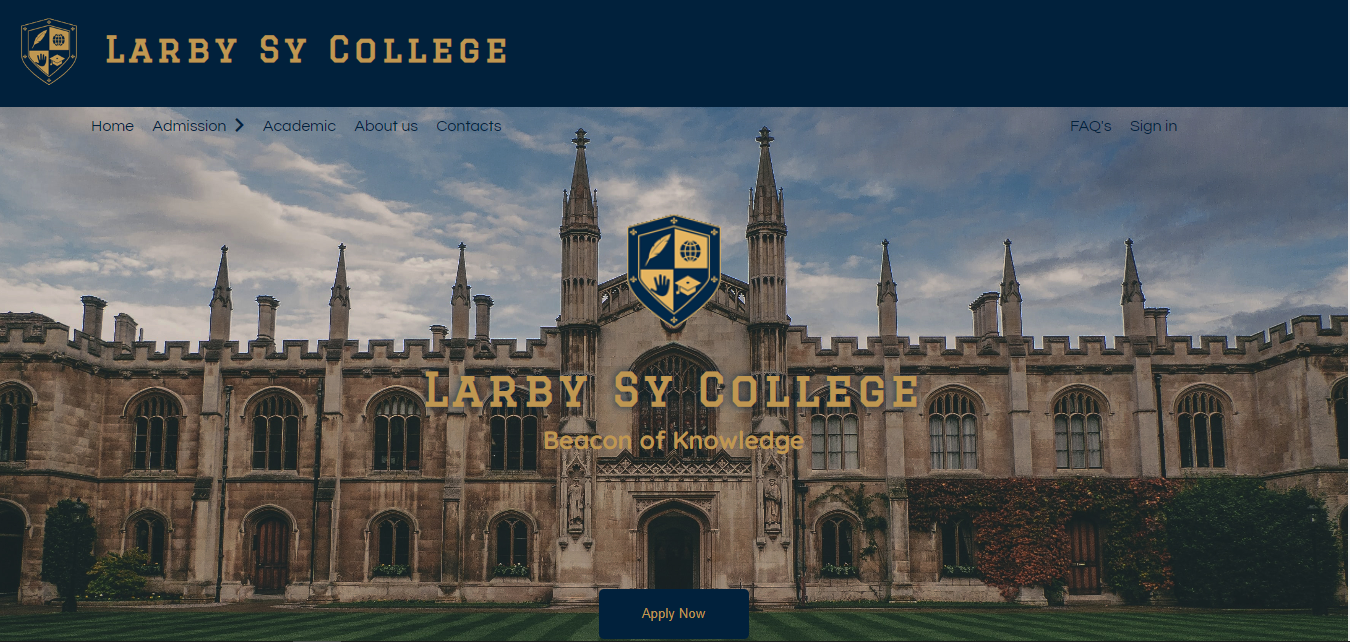 Larby Sy College
Home Admission Academic About us Contacts FAQ's Sign in
Larby Sy College
Beacon of Knowledge
Apply Now